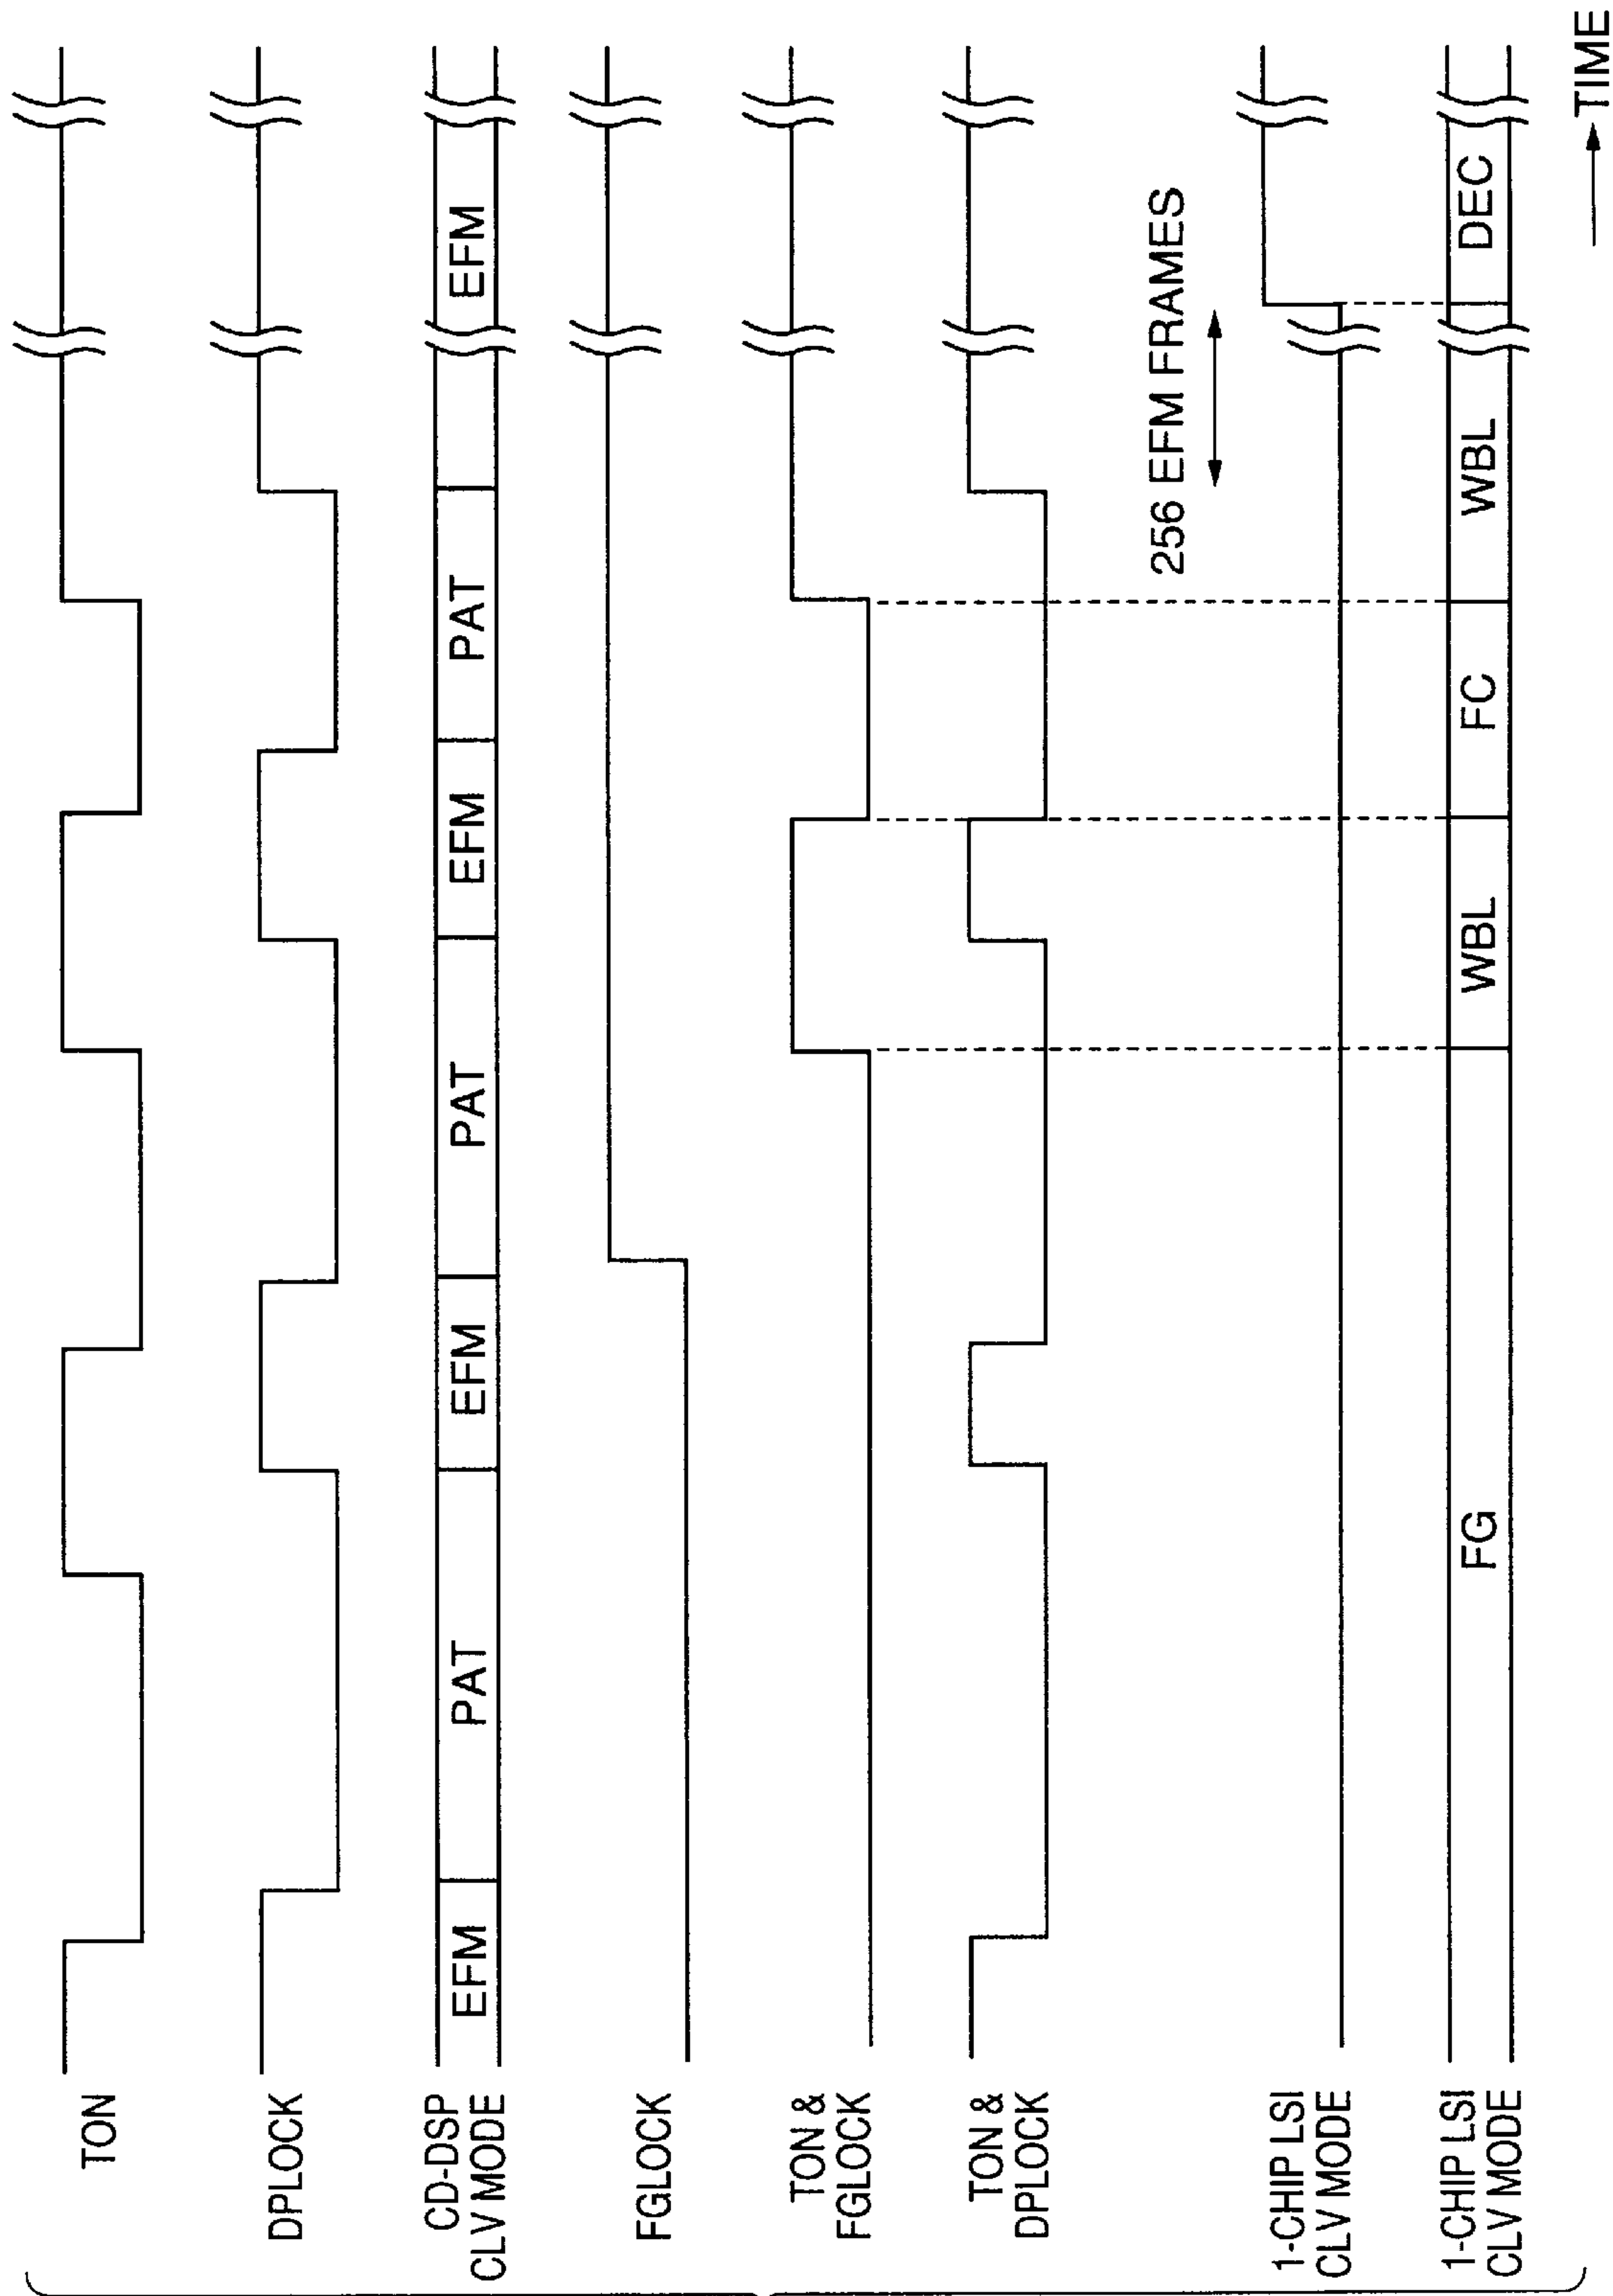 TON
DPLOCK
CD-DSP
CLV MODE
EFM
PAT
EFM
PAT
EFM
PAT
EFM
FGLOCK
TON &
FGLOCK
TON &
DPLOCK
256 EFM FRAMES
1-CHIP LSI
CLV MODE
1-CHIP LSI
CLV MODE
FG
WBL
FC
WBL
DEC
TIME